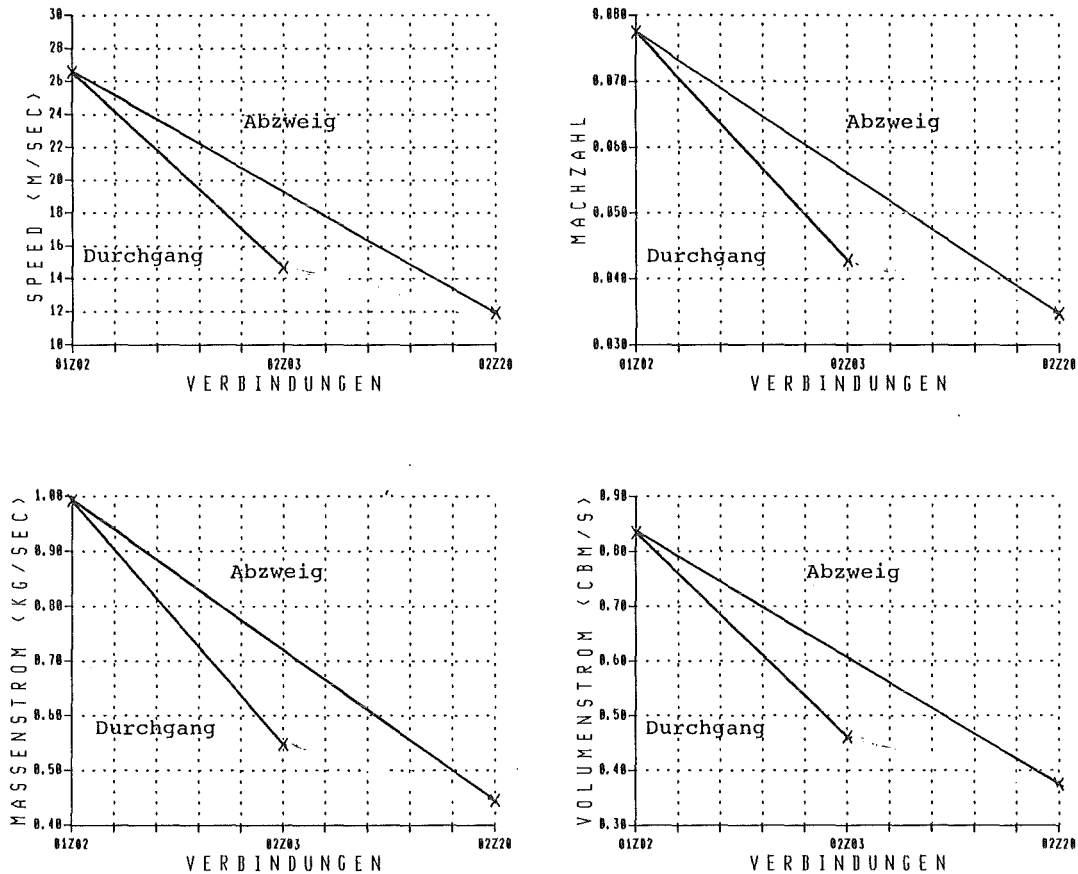 30
28
26
24
22
20
18
16
14
12
10
SPEED <M/SEC>
Abzweig
Durchgang
01Z02 02Z03 02Z20
VERBINDUNGEN
0.080
0.070
0.060
0.050
0.040
0.030
MACHZAHL
Abzweig
Durchgang
01Z02 02Z03 02Z20
VERBINDUNGEN
1.00
0.90
0.80
0.70
0.60
0.50
0.40
MASSENSTROM <KG/SEC>
Abzweig
Durchgang
01Z02 02Z03 02Z20
VERBINDUNGEN
0.90
0.80
0.70
0.60
0.50
0.40
0.30
VOLUMENSTROM <CBM/S>
Abzweig
Durchgang
01Z02 02Z03 02Z20
VERBINDUNGEN